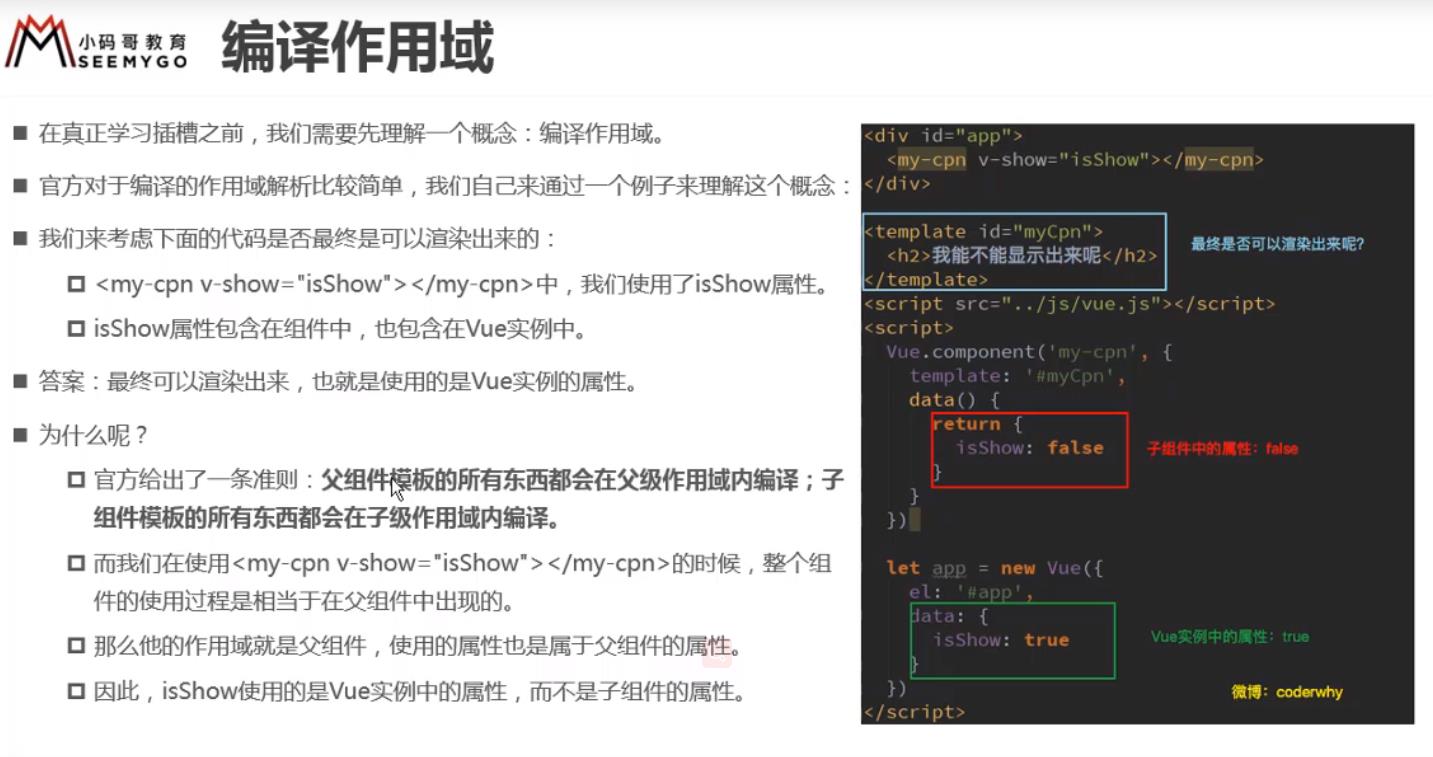 小码哥教育
SEEMYGO
编译作用域
■ 在真正学习插槽之前，我们需要先理解一个概念：编译作用域。
■ 官方对于编译的作用域解析比较简单，我们自己来通过一个例子来理解这个概念：
■ 我们来考虑下面的代码是否最终是可以渲染出来的：
<my-cpn v-show="isShow"></my-cpn>中，我们使用了isShow属性。
isShow属性包含在组件中，也包含在Vue实例中。
■ 答案：最终可以渲染出来，也就是使用的是Vue实例的属性。
■ 为什么呢？
官方给出了一条准则：父组件模板的所有东西都会在父级作用域内编译；子
组件模板的所有东西都会在子级作用域内编译。
而我们在使用<my-cpn v-show="isShow"></my-cpn>的时候，整个组
件的使用过程是相当于在父组件中出现的。
那么他的作用域就是父组件，使用的属性也是属于父组件的属性。
因此，isShow使用的是Vue实例中的属性，而不是子组件的属性。
<div id="app">
<my-cpn v-show="isShow"></my-cpn>
</div>
<template id="myCpn">
<h2>我能不能显示出来呢</h2>
</template>
最终是否可以渲染出来呢?
<script src="../js/vue.js"></script>
<script>
Vue.component('my-cpn', {
template: '#myCpn',
data() {
return {
isShow: false
}
子组件中的属性：false
}
})
let app = new Vue({
el: '#app',
data: {
isShow: true
}
Vue实例中的属性：true
})
</script>
微博：coderwhy